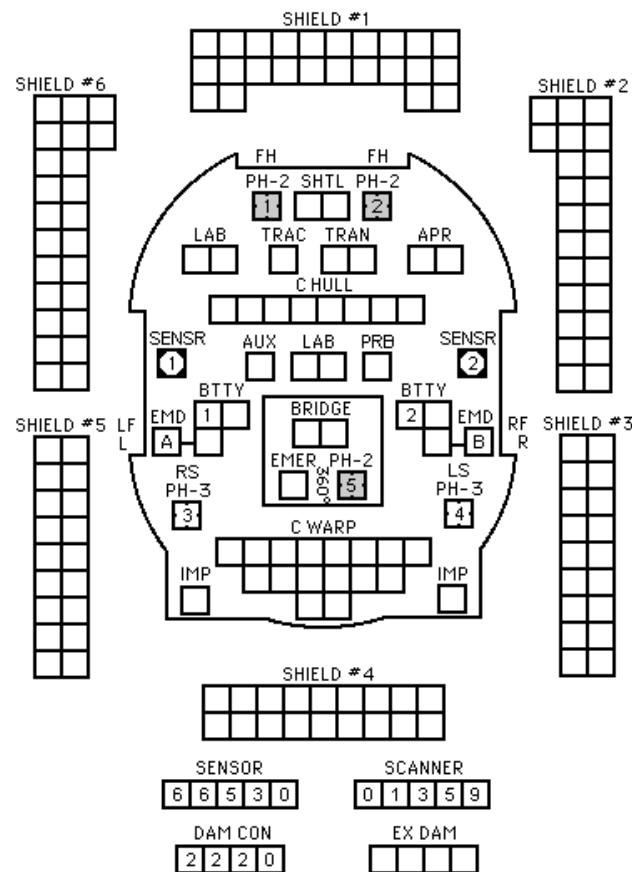 SHIELD #1
SHIELD #6
SHIELD #2
FH FH
PH-2 SHTL PH-2
1 2
LAB TRAC TRAN APR
C HULL
SENSR AUX LAB PRB SENSR
1 2
BTTY BTTY
1 2
SHIELD #5 LF L EMD BRIDGE EMD RF R SHIELD #3
A B
RS EMER 360° PH-2 LS
PH-3 5 PH-3
3 4
C WARP
IMP IMP
SHIELD #4
SENSOR SCANNER
6 6 5 3 0 0 1 3 5 9
DAM CON EX DAM
2 2 2 0